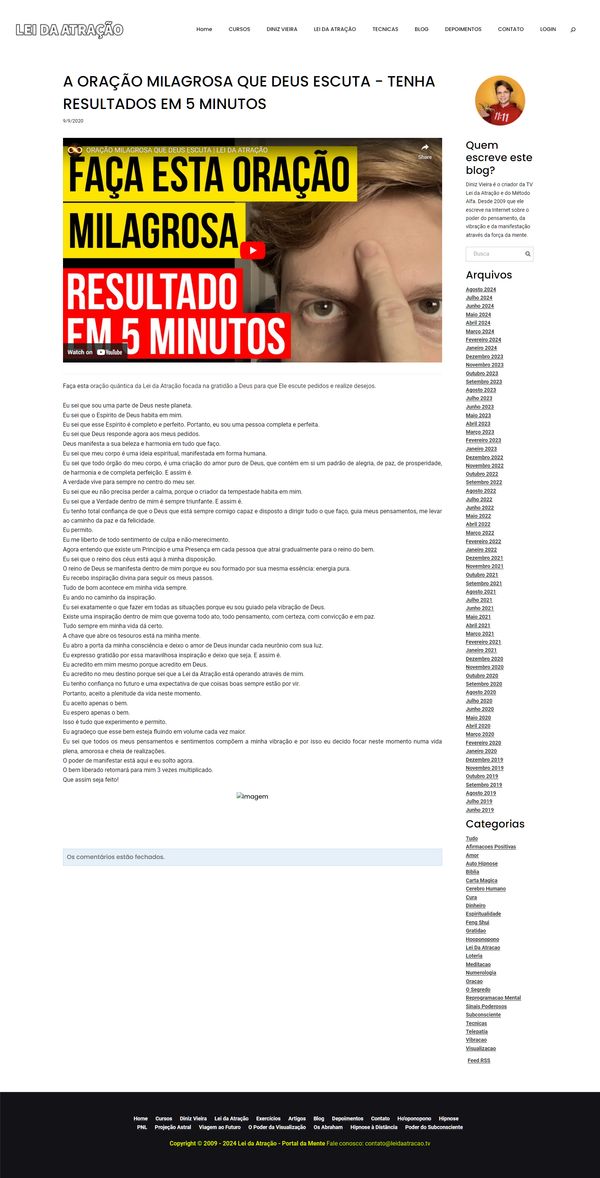 LEI DA ATRAÇÃO
Home CURSOS DINIZ VIEIRA LEI DA ATRAÇÃO TECNICAS BLOG DEPOIMENTOS CONTATO LOGIN
A ORAÇÃO MILAGROSA QUE DEUS ESCUTA - TENHA
RESULTADOS EM 5 MINUTOS
9/9/2020
ORAÇÃO MILAGROSA QUE DEUS ESCUTA | LEI DA ATRAÇÃO
Share
FAÇA ESTA ORAÇÃO
MILAGROSA
RESULTADO
EM 5 MINUTOS
Watch on YouTube
Faça esta oração quântica da Lei da Atração focada na gratidão a Deus para que Ele escute pedidos e realize desejos.
Eu sei que sou uma parte de Deus neste planeta.
Eu sei que o Espírito de Deus habita em mim.
Eu sei que esse Espírito é completo e perfeito. Portanto, eu sou uma pessoa completa e perfeita.
Eu sei que Deus responde agora aos meus pedidos.
Deus manifesta a sua beleza e harmonia em tudo que faço.
Eu sei que meu corpo é uma ideia espiritual, manifestada em forma humana.
Eu sei que todo órgão do meu corpo, é uma criação do amor puro de Deus, que contém em si um padrão de alegria, de paz, de prosperidade,
de harmonia e de completa perfeição. E assim é.
A verdade vive para sempre no centro do meu ser.
Eu sei que eu não precisa perder a calma, porque o criador da tempestade habita em mim.
Eu sei que a Verdade dentro de mim é sempre triunfante. E assim é.
Eu tenho total confiança de que o Deus que está sempre comigo capaz e disposto a dirigir tudo o que faço, guia meus pensamentos, me levar
ao caminho da paz e da felicidade.
Eu permito.
Eu me liberto de todo sentimento de culpa e não-merecimento.
Agora entendo que existe um Princípio e uma Presença em cada pessoa que atrai gradualmente para o reino do bem.
Eu sei que o reino dos céus está aqui à minha disposição.
O reino de Deus se manifesta dentro de mim porque eu sou formado por sua mesma essência: energia pura.
Eu recebo inspiração divina para seguir os meus passos.
Tudo de bom acontece em minha vida sempre.
Eu ando no caminho da inspiração.
Eu sei exatamente o que fazer em todas as situações porque eu sou guiado pela vibração de Deus.
Existe uma inspiração dentro de mim que governa todo ato, todo pensamento, com certeza, com convicção e em paz.
Tudo sempre em minha vida dá certo.
A chave que abre os tesouros está na minha mente.
Eu abro a porta da minha consciência e deixo o amor de Deus inundar cada neurônio com sua luz.
Eu expresso gratidão por essa maravilhosa inspiração e deixo que seja. E assim é.
Eu acredito em mim mesmo porque acredito em Deus.
Eu acredito no meu destino porque sei que a Lei da Atração está operando através de mim.
Eu tenho confiança no futuro e uma expectativa de que coisas boas sempre estão por vir.
Portanto, aceito a plenitude da vida neste momento.
Eu aceito apenas o bem.
Eu espero apenas o bem.
Isso é tudo que experimento e permito.
Eu agradeço que esse bem esteja fluindo em volume cada vez maior.
Eu sei que todos os meus pensamentos e sentimentos compõem a minha vibração e por isso eu decido focar neste momento numa vida
plena, amorosa e cheia de realizações.
O poder de manifestar está aqui e eu solto agora.
O bem liberado retornará para mim 3 vezes multiplicado.
Que assim seja feito!
Imagem
Os comentários estão fechados.
11:11
Quem
escreve este
blog?
Diniz Vieira é o criador da TV
Lei da Atração e do Método
Alfa. Desde 2009 que ele
escreve na Internet sobre o
poder do pensamento, da
vibração e da manifestação
através da força da mente.
Busca
Arquivos
Agosto 2024
Julho 2024
Junho 2024
Maio 2024
Abril 2024
Março 2024
Fevereiro 2024
Janeiro 2024
Dezembro 2023
Novembro 2023
Outubro 2023
Setembro 2023
Agosto 2023
Julho 2023
Junho 2023
Maio 2023
Abril 2023
Março 2023
Fevereiro 2023
Janeiro 2023
Dezembro 2022
Novembro 2022
Outubro 2022
Setembro 2022
Agosto 2022
Julho 2022
Junho 2022
Maio 2022
Abril 2022
Março 2022
Fevereiro 2022
Janeiro 2022
Dezembro 2021
Novembro 2021
Outubro 2021
Setembro 2021
Agosto 2021
Julho 2021
Junho 2021
Maio 2021
Abril 2021
Março 2021
Fevereiro 2021
Janeiro 2021
Dezembro 2020
Novembro 2020
Outubro 2020
Setembro 2020
Agosto 2020
Julho 2020
Junho 2020
Maio 2020
Abril 2020
Março 2020
Fevereiro 2020
Janeiro 2020
Dezembro 2019
Novembro 2019
Outubro 2019
Setembro 2019
Agosto 2019
Julho 2019
Junho 2019
Categorias
Tudo
Afirmacoes Positivas
Amor
Auto Hipnose
Biblia
Carta Magica
Cerebro Humano
Cura
Dinheiro
Espiritualidade
Feng Shui
Gratidao
Hooponopono
Lei Da Atracao
Loteria
Meditacao
Numerologia
Oracao
O Segredo
Reprogramacao Mental
Sinais Poderosos
Subconsciente
Tecnicas
Telepatia
Vibracao
Visualizacao
Feed RSS
Home Cursos Diniz Vieira Lei da Atração Exercícios Artigos Blog Depoimentos Contato Ho'oponopono Hipnose
PNL Projeção Astral Viagem ao Futuro O Poder da Visualização Os Abraham Hipnose à Distância Poder do Subconsciente
Copyright © 2009 - 2024 Lei da Atração - Portal da Mente Fale conosco: contato@leidaatracao.tv